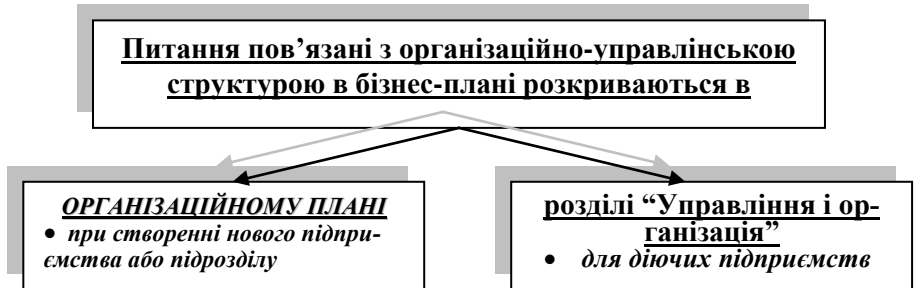 Питання пов’язані з організаційно-управлінською
структурою в бізнес-плані розкриваються в
ОРГАНІЗАЦІЙНОМУ ПЛАНІ
• при створенні нового підпри-
ємства або підрозділу
розділі “Управління і ор-
ганізація”
• для діючих підприємств